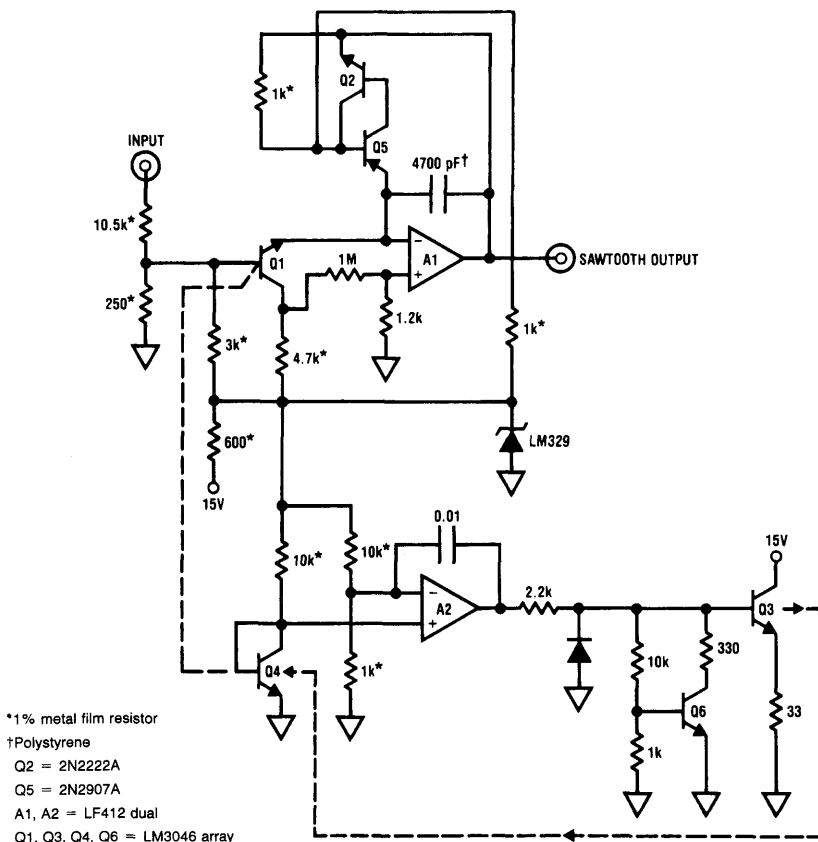 1k*
Q2
Q5
INPUT
4700 pF†
10.5k*
Q1
1M
−
A1
+
SAWTOOTH OUTPUT
250*
1.2k
3k*
4.7k*
1k*
LM329
600*
15V
0.01
10k*
10k*
−
A2
+
2.2k
15V
Q3
10k
330
Q4
1k*
Q6
33
1k
*1% metal film resistor
†Polystyrene
Q2 = 2N2222A
Q5 = 2N2907A
A1, A2 = LF412 dual
Q1, Q3, Q4, Q6 = LM3046 array